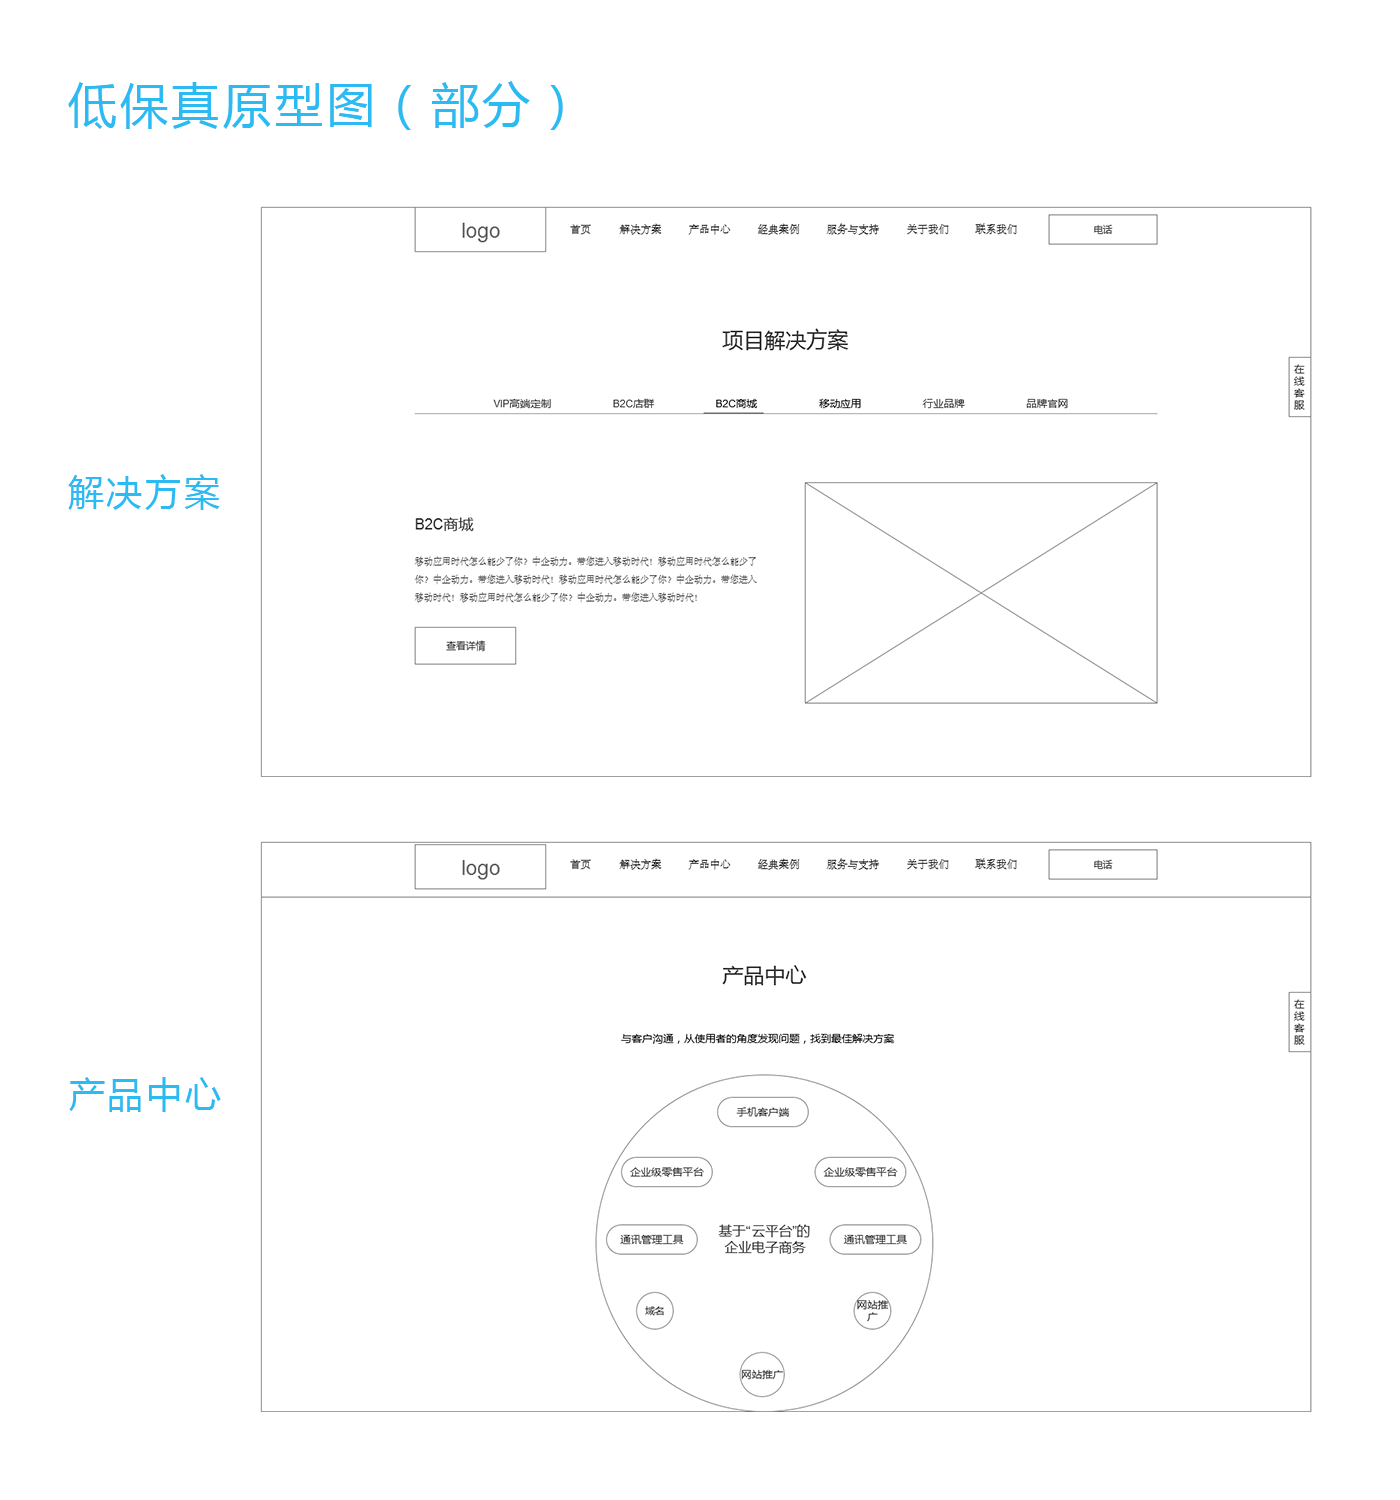 低保真原型图（部分）
logo
首页 解决方案 产品中心 经典案例 服务与支持 关于我们 联系我们 电话
项目解决方案
在线客服
VIP高端定制 B2C店群 B2C商城 移动应用 行业品牌 品牌官网
解决方案
B2C商城
移动应用时代怎么能少了你？中企动力。带您进入移动时代！移动应用时代怎么能少了
你？中企动力。带您进入移动时代！移动应用时代怎么能少了你？中企动力。带您进入
移动时代！移动应用时代怎么能少了你？中企动力。带您进入移动时代！
查看详情
logo
首页 解决方案 产品中心 经典案例 服务与支持 关于我们 联系我们 电话
产品中心
在线客服
与客户沟通，从使用者的角度发现问题，找到最佳解决方案
产品中心
手机客户端
企业级零售平台 企业级零售平台
通讯管理工具 通讯管理工具
基于“云平台”的
企业电子商务
域名
网站推
广
网站推广